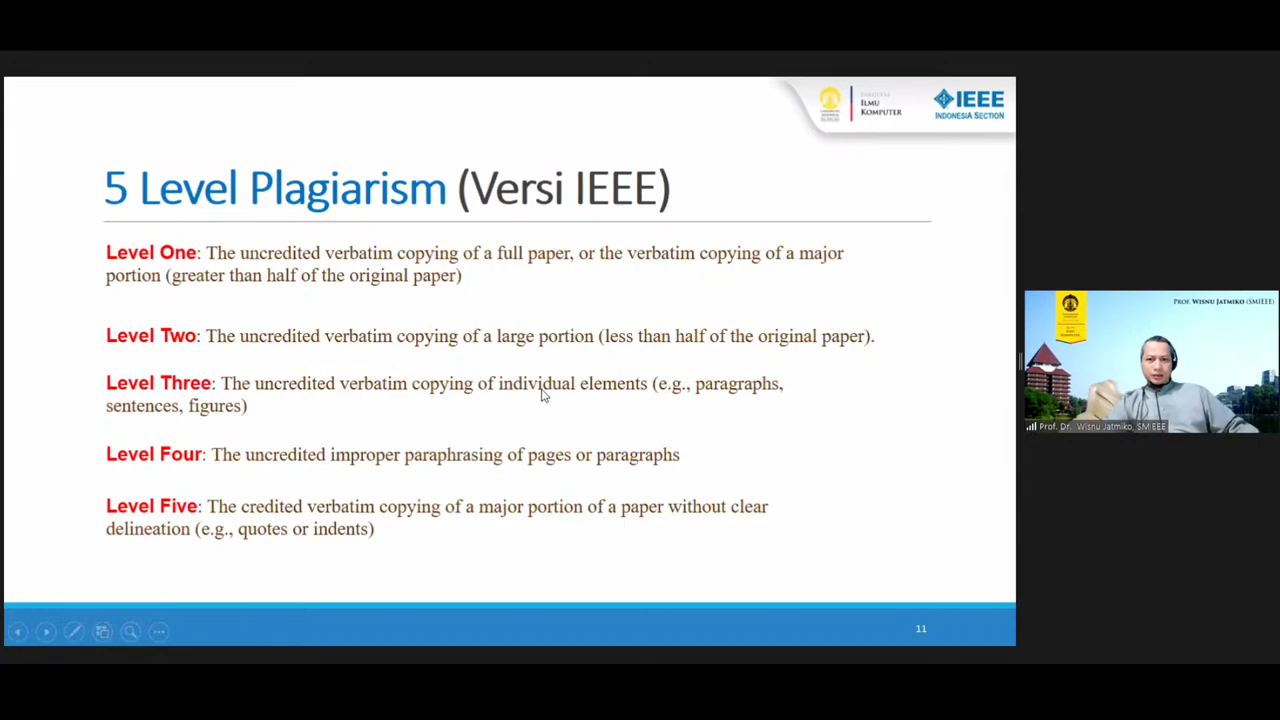 ILMU
KOMPUTER
IEEE
INDONESIA SECTION
5 Level Plagiarism (Versi IEEE)
Level One: The uncredited verbatim copying of a full paper, or the verbatim copying of a major
portion (greater than half of the original paper)
Level Two: The uncredited verbatim copying of a large portion (less than half of the original paper).
Level Three: The uncredited verbatim copying of individual elements (e.g., paragraphs,
sentences, figures)
Level Four: The uncredited improper paraphrasing of pages or paragraphs
Level Five: The credited verbatim copying of a major portion of a paper without clear
delineation (e.g., quotes or indents)
11
PROF. WISNU JATMIKO (SMIEEE)
Prof. Dr. Wisnu Jatmiko, SMIEEE